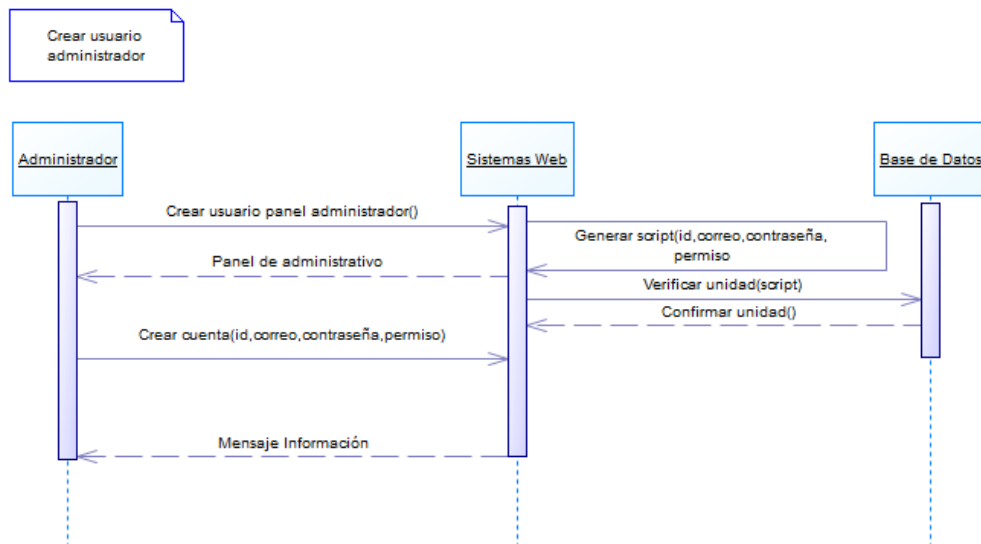 Crear usuario
administrador
Administrador
Sistemas Web
Base de Datos
Crear usuario panel administrador()
Generar script(id,correo,contraseña,
permiso
Panel de administrativo
Verificar unidad(script)
Confirmar unidad()
Crear cuenta(id,correo,contraseña,permiso)
Mensaje Información